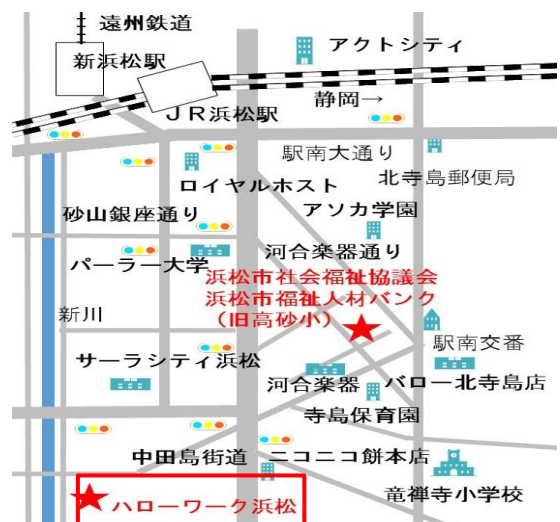 遠州鉄道
アクトシティ
新浜松駅
静岡→
ＪＲ浜松駅
駅南大通り
ロイヤルホスト
北寺島郵便局
砂山銀座通り
アソカ学園
河合楽器通り
パーラー大学
浜松市社会福祉協議会
浜松市福祉人材バンク
（旧高砂小）
新川
駅南交番
サーラシティ浜松
河合楽器
バロー北寺島店
寺島保育園
中田島街道
ニコニコ餅本店
竜禅寺小学校
ハローワーク浜松